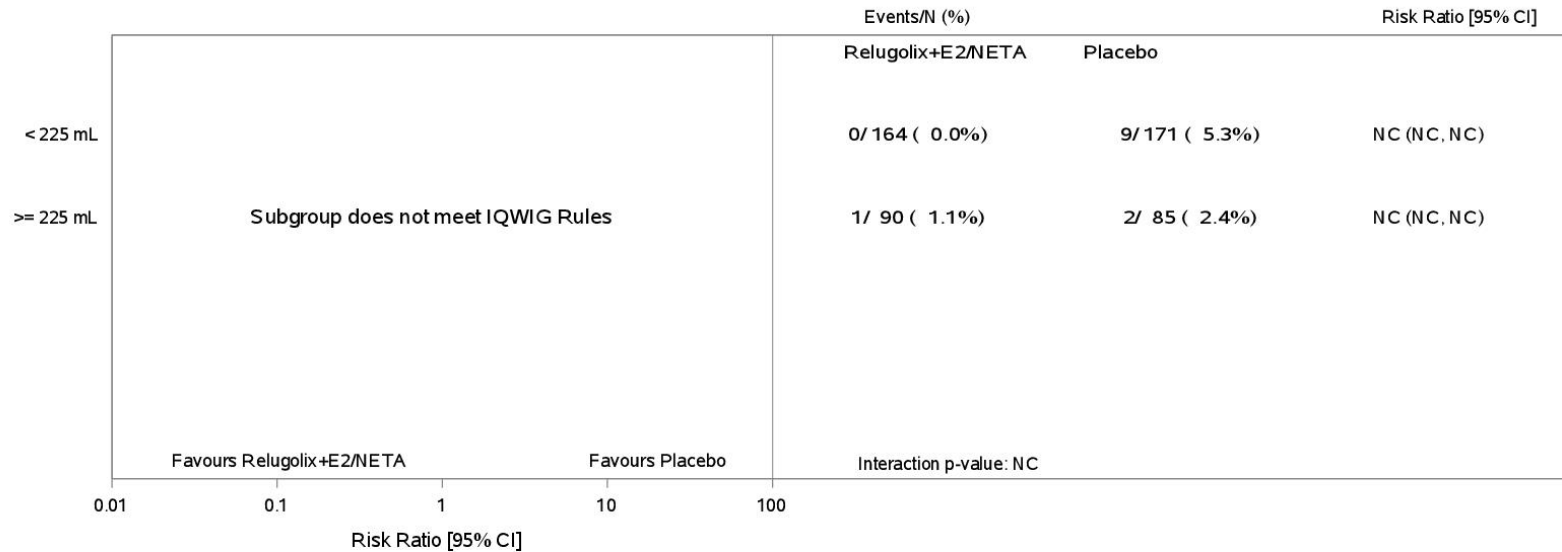 Events/N (%) Risk Ratio [95% CI]
Relugolix+E2/NETA Placebo
< 225 mL 0/ 164 ( 0.0%) 9/ 171 ( 5.3%) NC (NC, NC)
>= 225 mL Subgroup does not meet IQWIG Rules 1/ 90 ( 1.1%) 2/ 85 ( 2.4%) NC (NC, NC)
Favours Relugolix+E2/NETA Favours Placebo Interaction p-value: NC
0.01 0.1 1 10 100
Risk Ratio [95% CI]